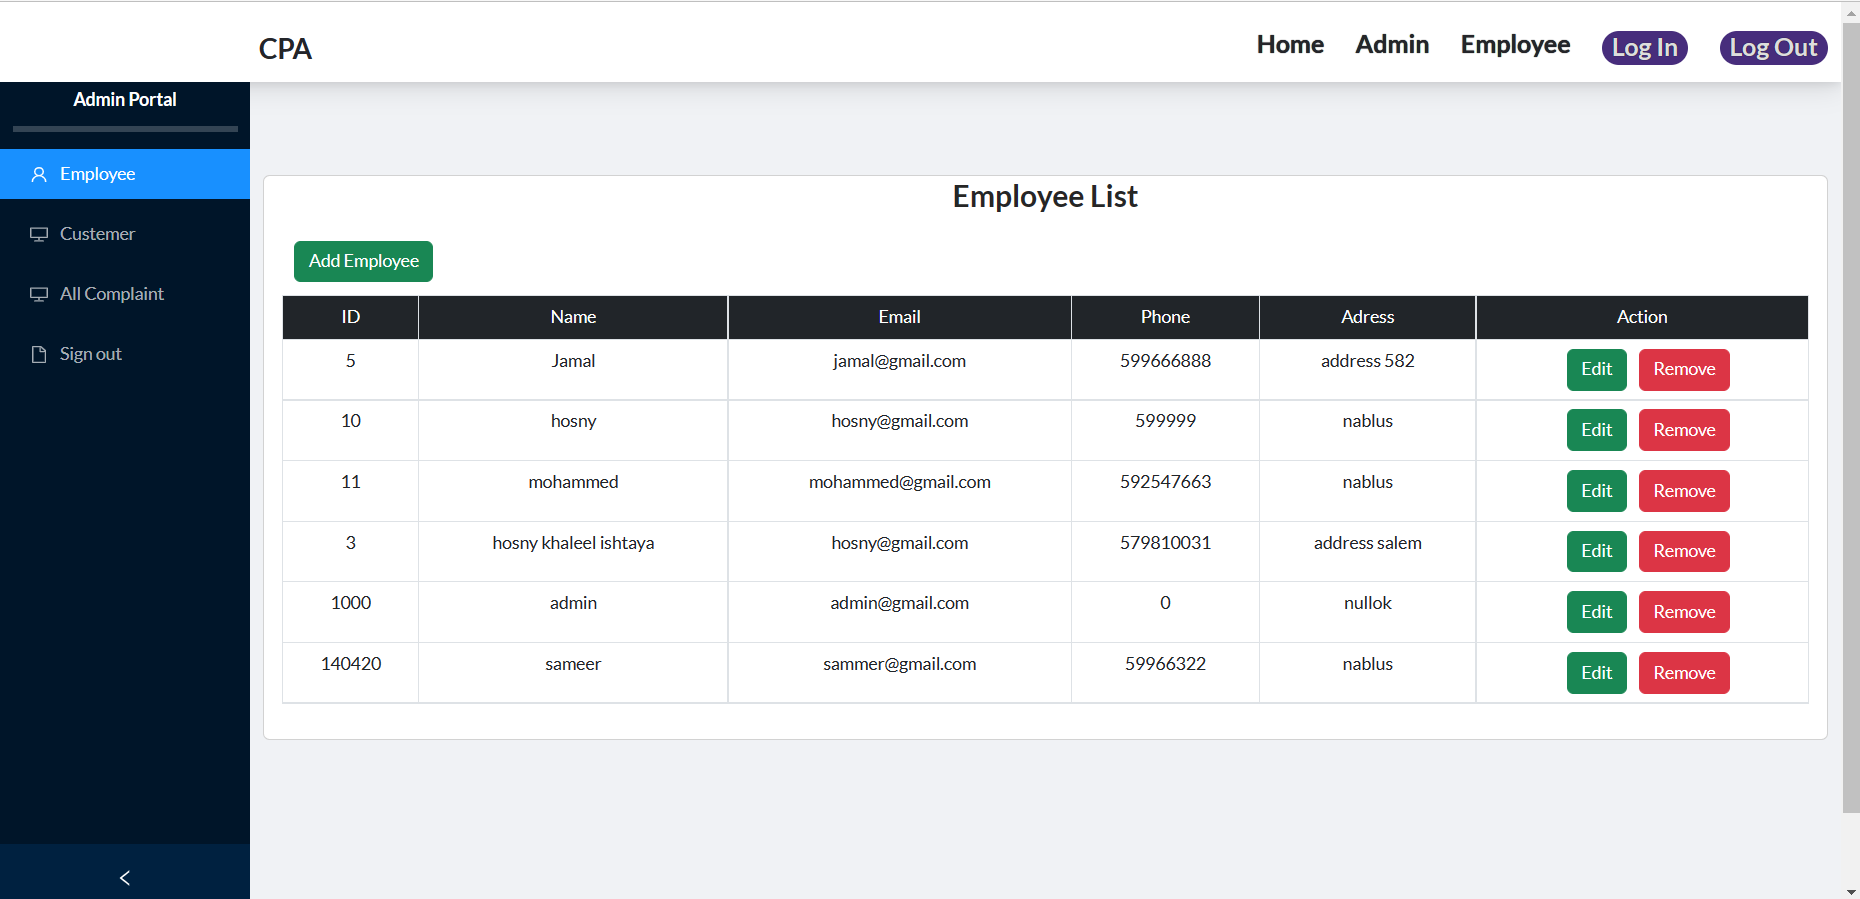 CPA
Home Admin Employee Log In Log Out
Admin Portal
Employee
Custemer
All Complaint
Sign out
Employee List
Add Employee
ID Name Email Phone Adress Action
5 Jamal jamal@gmail.com 599666888 address 582 Edit Remove
10 hosny hosny@gmail.com 599999 nablus Edit Remove
11 mohammed mohammed@gmail.com 592547663 nablus Edit Remove
3 hosny khaleel ishtaya hosny@gmail.com 579810031 address salem Edit Remove
1000 admin admin@gmail.com 0 nullok Edit Remove
140420 sameer sammer@gmail.com 59966322 nablus Edit Remove